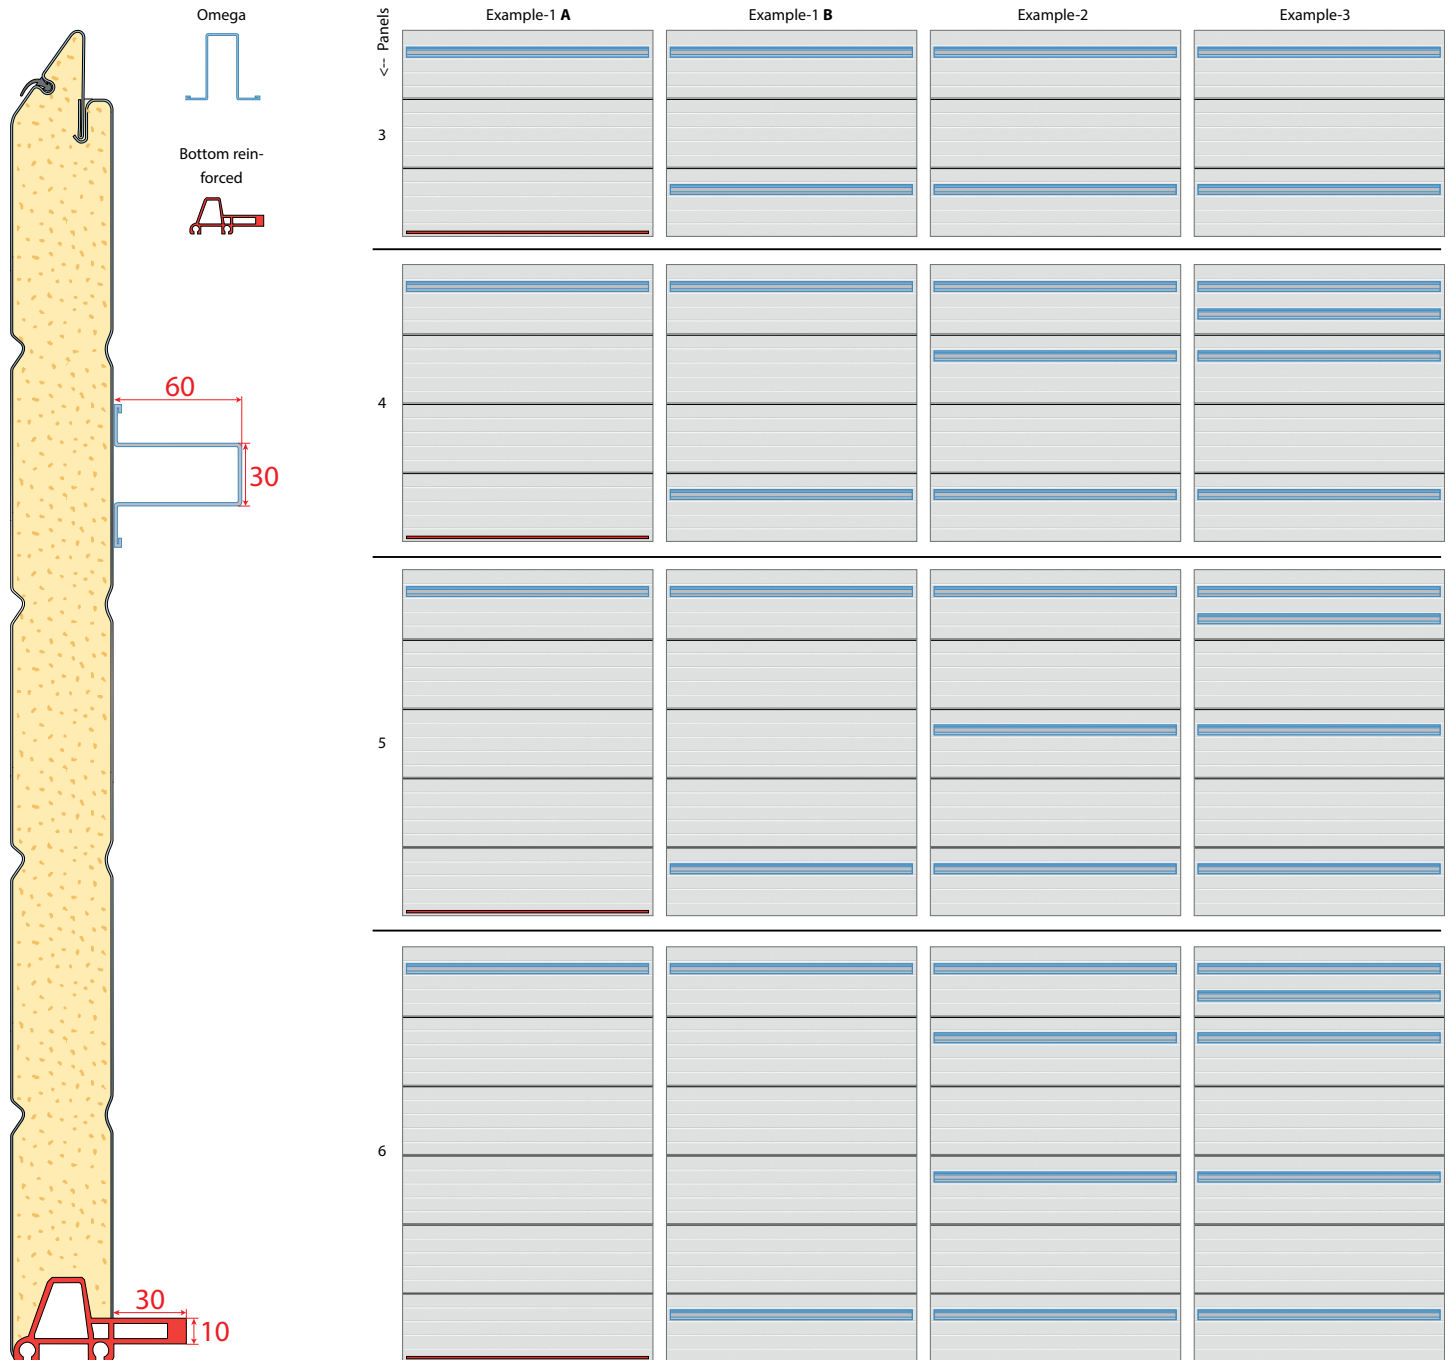 Omega
Bottom rein-
forced
60
30
30
10
<-- Panels
Example-1 A
Example-1 B
Example-2
Example-3
3
4
5
6